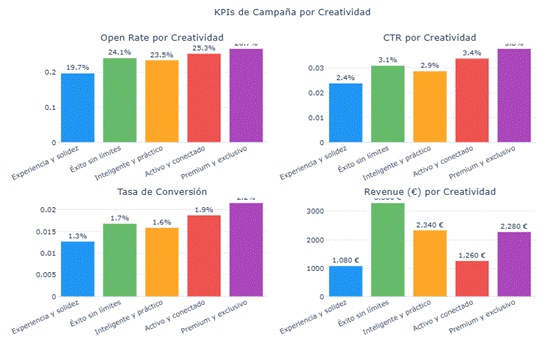 KPIs de Campaña por Creatividad
Open Rate por Creatividad
19.7%
24.1%
23.5%
25.3%
0.2
0.1
0
Experiencia y solidez
Éxito sin límites
Inteligente y práctico
Activo y conectado
Premium y exclusivo
CTR por Creatividad
2.4%
3.1%
2.9%
3.4%
0.03
0.02
0.01
0
Experiencia y solidez
Éxito sin límites
Inteligente y práctico
Activo y conectado
Premium y exclusivo
Tasa de Conversión
1.3%
1.7%
1.6%
1.9%
0.02
0.015
0.01
0.005
0
Experiencia y solidez
Éxito sin límites
Inteligente y práctico
Activo y conectado
Premium y exclusivo
Revenue (€) por Creatividad
1,080 €
2,340 €
1,260 €
2,280 €
3000
2000
1000
0
Experiencia y solidez
Éxito sin límites
Inteligente y práctico
Activo y conectado
Premium y exclusivo